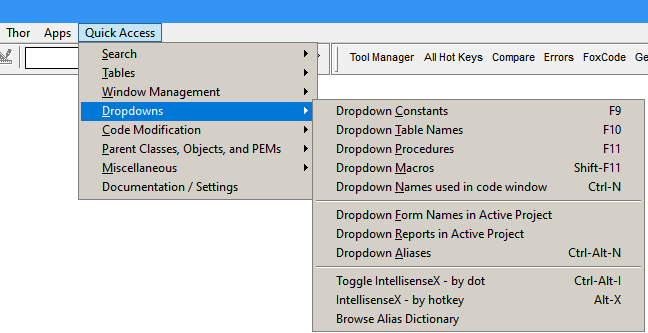 Thor Apps Quick Access
Tool Manager All Hot Keys Compare Errors FoxCode Ge
Search
Tables
Window Management
Dropdowns
Code Modification
Parent Classes, Objects, and PEMs
Miscellaneous
Documentation / Settings
Dropdown Constants F9
Dropdown Table Names F10
Dropdown Procedures F11
Dropdown Macros Shift-F11
Dropdown Names used in code window Ctrl-N
Dropdown Form Names in Active Project
Dropdown Reports in Active Project
Dropdown Aliases Ctrl-Alt-N
Toggle IntellisenseX - by dot Ctrl-Alt-I
IntellisenseX - by hotkey Alt-X
Browse Alias Dictionary